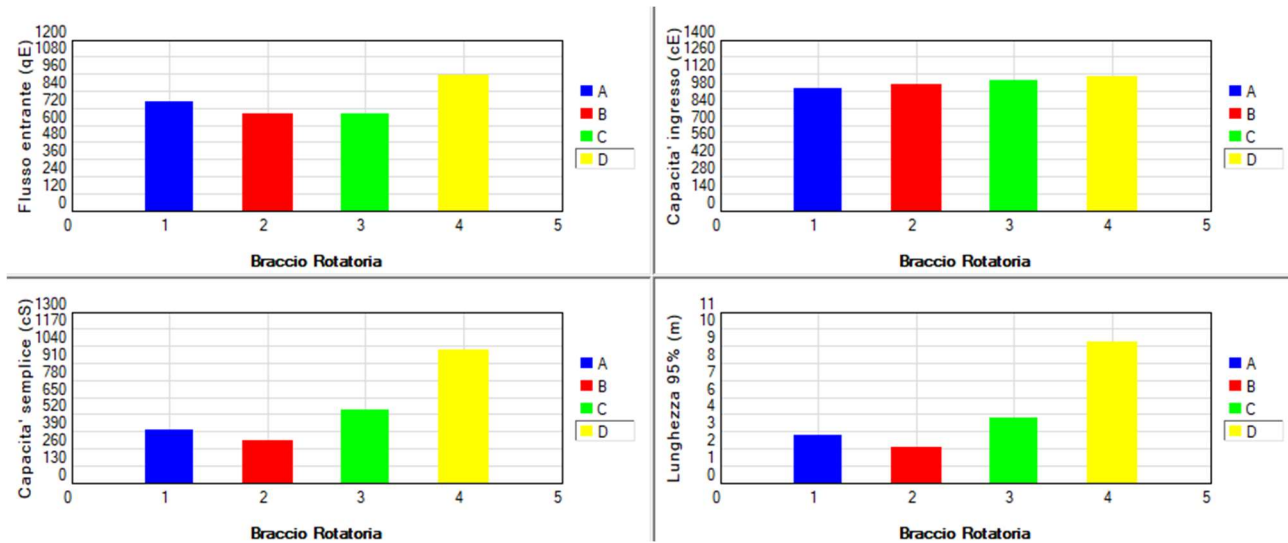 Flusso entrante (qE)
1200
1080
960
840
720
600
480
360
240
120
0
0 1 2 3 4 5
Braccio Rotatoria
A
B
C
D
Capacita' ingresso (cE)
1400
1260
1120
980
840
700
560
420
280
140
0
0 1 2 3 4 5
Braccio Rotatoria
A
B
C
D
Capacita' semplice (cS)
1300
1170
1040
910
780
650
520
390
260
130
0
0 1 2 3 4 5
Braccio Rotatoria
A
B
C
D
Lunghezza 95% (m)
11
10
9
8
7
6
4
3
2
1
0
0 1 2 3 4 5
Braccio Rotatoria
A
B
C
D